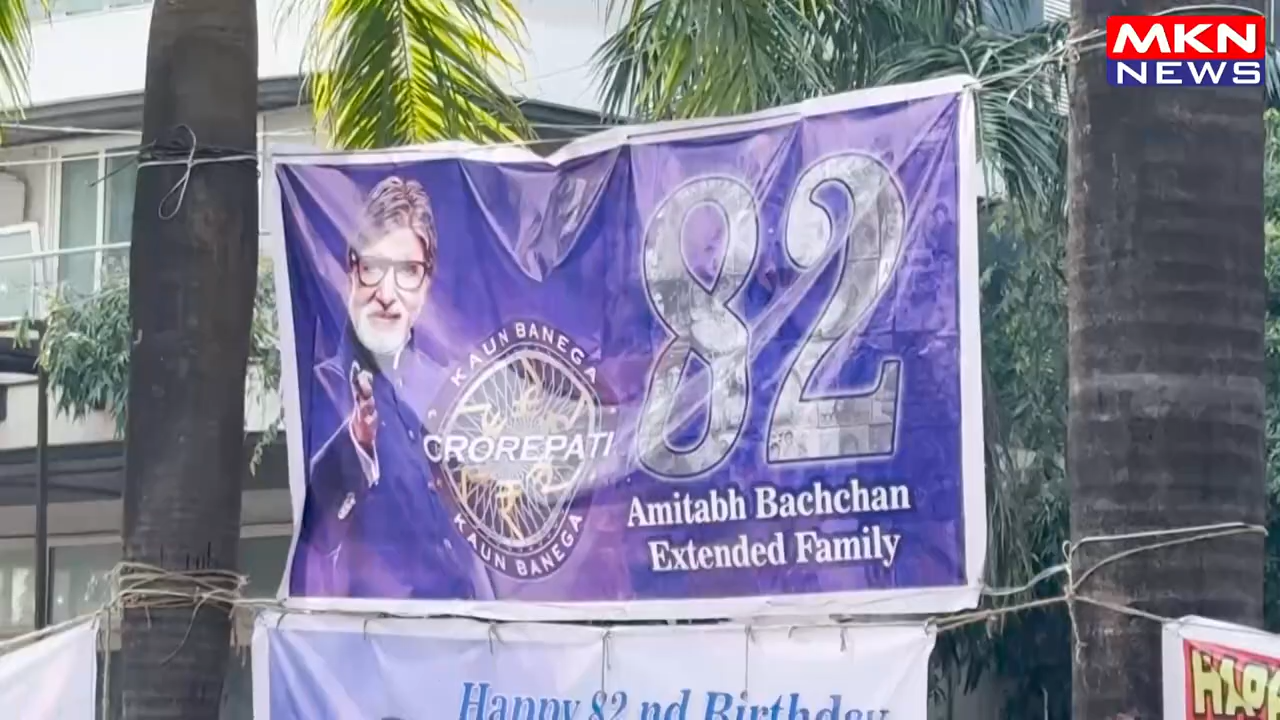 MKN
NEWS
82
KAUN BANEGA
CROREPATI
KAUN BANEGA
Amitabh Bachchan
Extended Family
Happy 82 nd Birthday